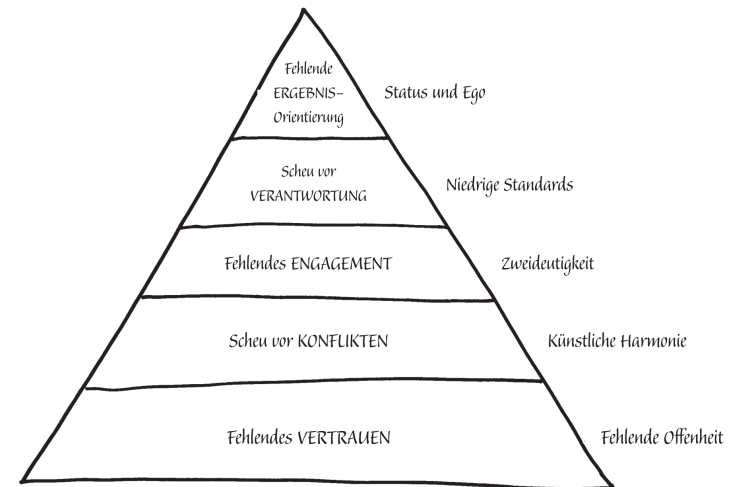 Fehlende
ERGEBNIS-
Orientierung
Status und Ego
Scheu vor
VERANTWORTUNG
Niedrige Standards
Fehlendes ENGAGEMENT
Zweideutigkeit
Scheu vor KONFLIKTEN
Künstliche Harmonie
Fehlendes VERTRAUEN
Fehlende Offenheit